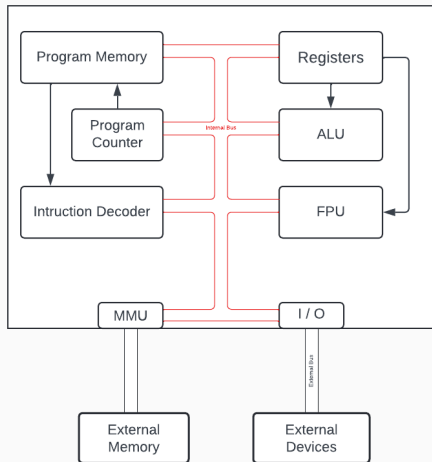 Program Memory
Registers
Program
Counter
Internal Bus
ALU
Intruction Decoder
FPU
MMU
I / O
External Bus
External
Memory
External
Devices